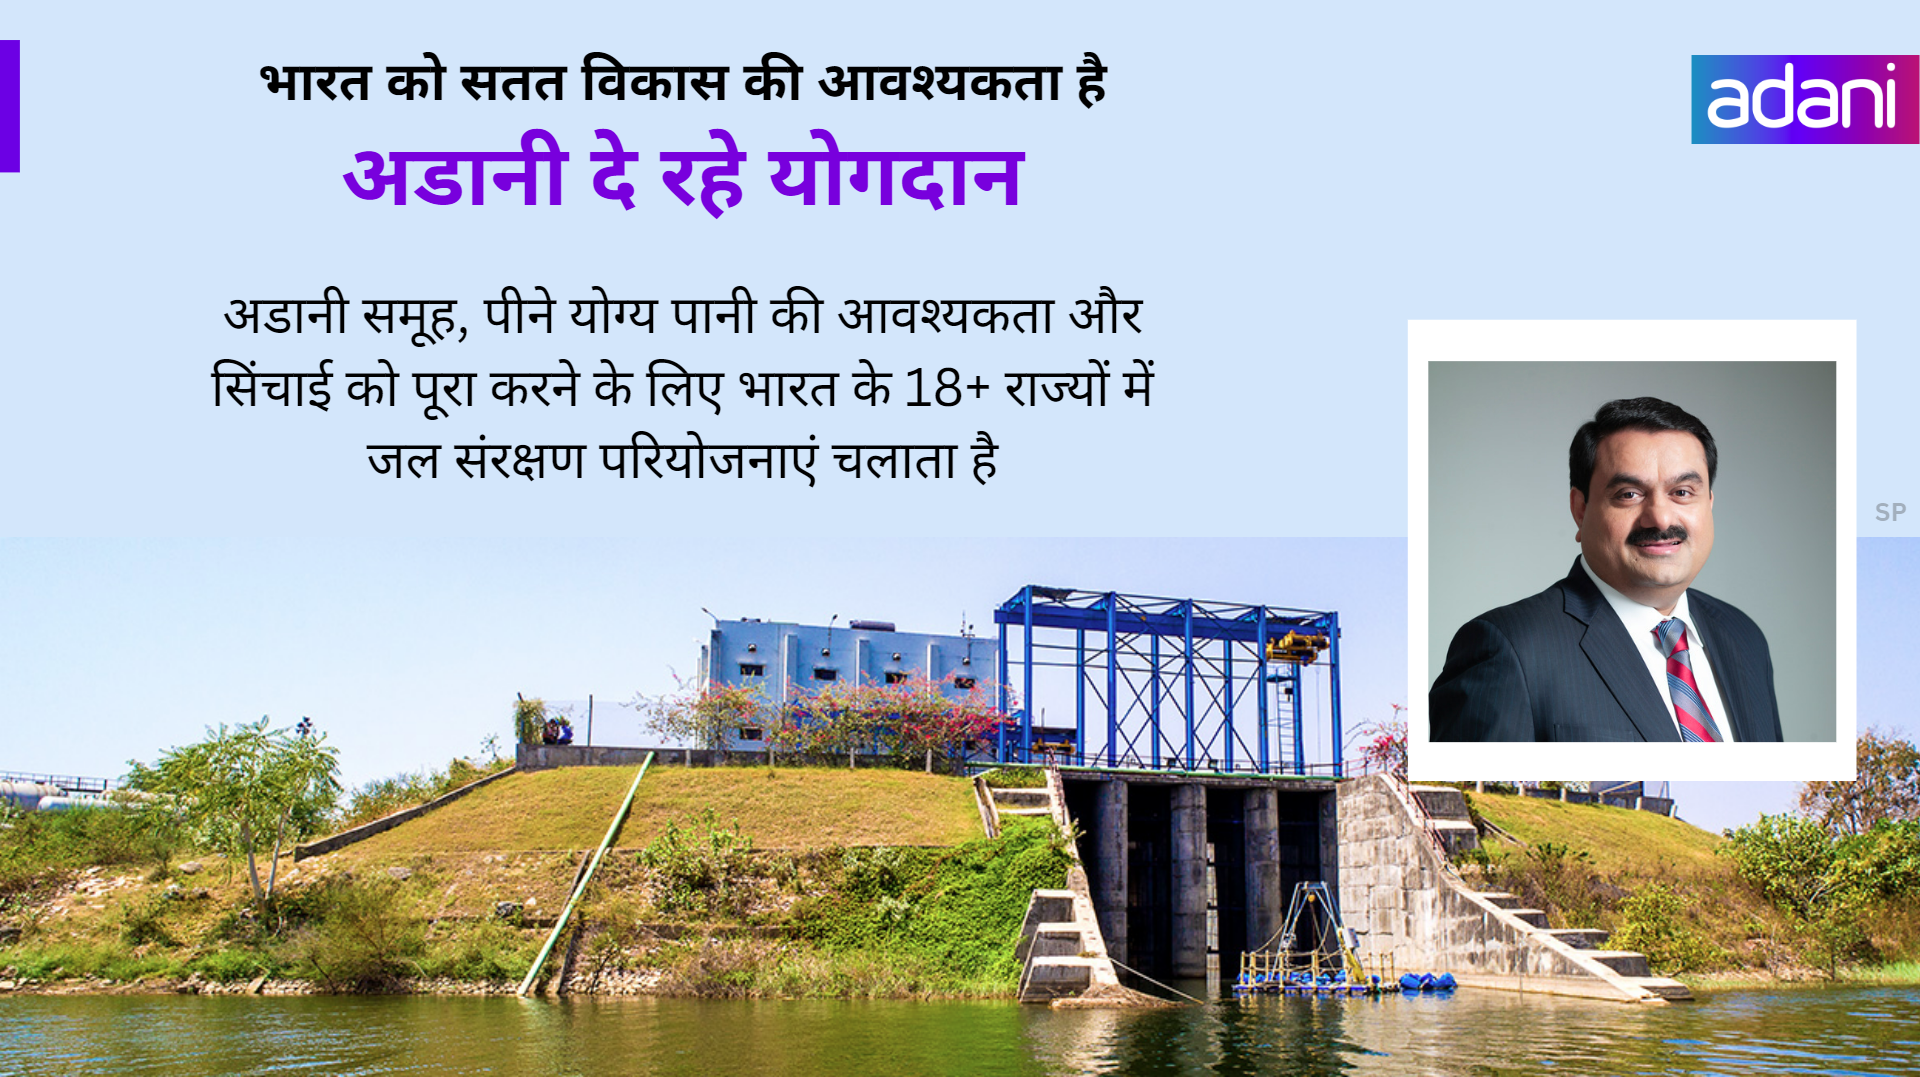 भारत को सतत विकास की आवश्यकता है
अडानी दे रहे योगदान
adani
अडानी समूह, पीने योग्य पानी की आवश्यकता और
सिंचाई को पूरा करने के लिए भारत के 18+ राज्यों में
जल संरक्षण परियोजनाएं चलाता है
SP